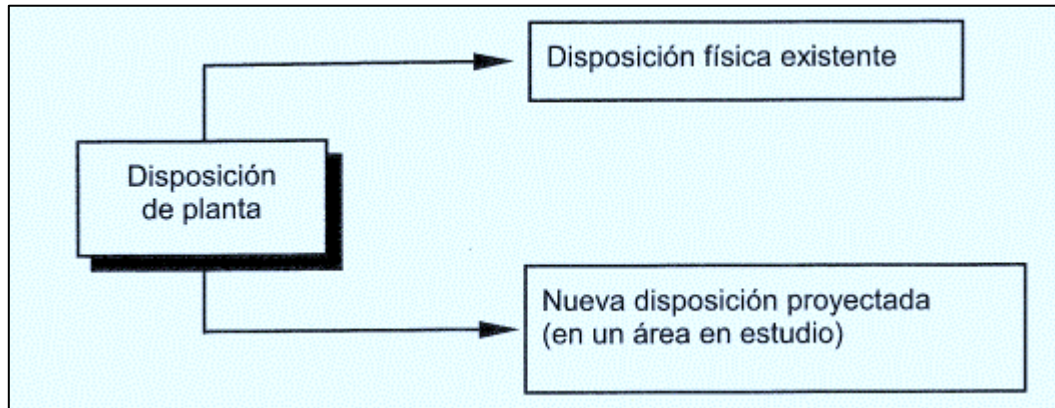 Disposición física existente
Disposición
de planta
Nueva disposición proyectada
(en un área en estudio)